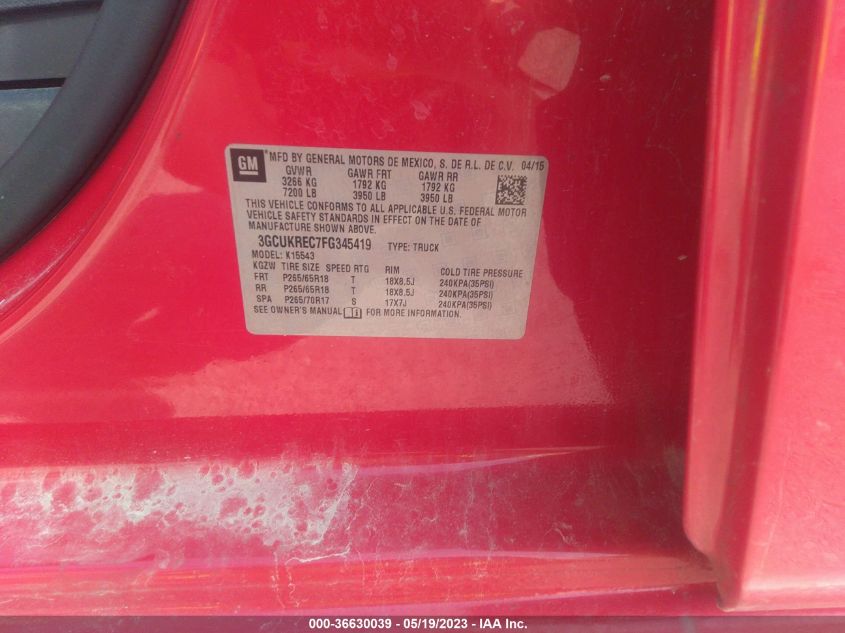 GM MFD BY GENERAL MOTORS DE MEXICO, S. DE R.L. DE C.V. 04/15
GVWR GAWR FRT GAWR RR
3266 KG 1792 KG 1792 KG
7200 LB 3950 LB 3950 LB
THIS VEHICLE CONFORMS TO ALL APPLICABLE U.S. FEDERAL MOTOR
VEHICLE SAFETY STANDARDS IN EFFECT ON THE DATE OF
MANUFACTURE SHOWN ABOVE.
3GCUKREC7FG345419 TYPE: TRUCK
MODEL: K15543
KGZW TIRE SIZE SPEED RTG RIM COLD TIRE PRESSURE
FRT P265/65R18 T 18X8.5J 240KPA(35PSI)
RR P265/65R18 T 18X8.5J 240KPA(35PSI)
SPA P265/70R17 S 17X7J 240KPA(35PSI)
SEE OWNER'S MANUAL FOR MORE INFORMATION.
000-36630039 - 05/19/2023 - IAA Inc.